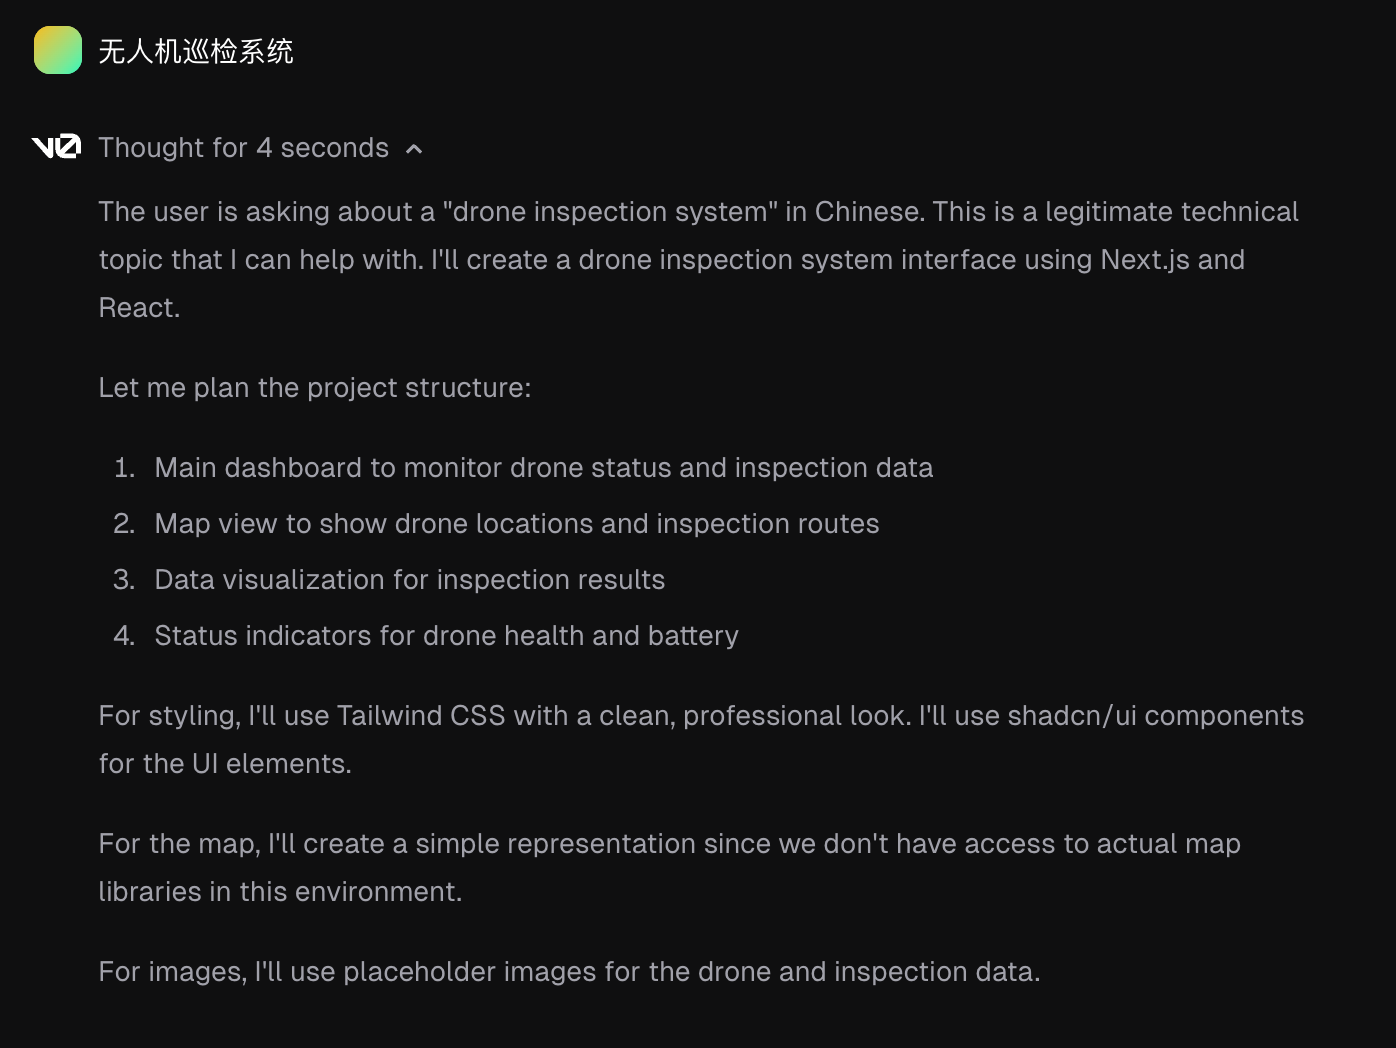 无人机巡检系统
v0 Thought for 4 seconds
The user is asking about a "drone inspection system" in Chinese. This is a legitimate technical
topic that I can help with. I'll create a drone inspection system interface using Next.js and
React.
Let me plan the project structure:
1. Main dashboard to monitor drone status and inspection data
2. Map view to show drone locations and inspection routes
3. Data visualization for inspection results
4. Status indicators for drone health and battery
For styling, I'll use Tailwind CSS with a clean, professional look. I'll use shadcn/ui components
for the UI elements.
For the map, I'll create a simple representation since we don't have access to actual map
libraries in this environment.
For images, I'll use placeholder images for the drone and inspection data.